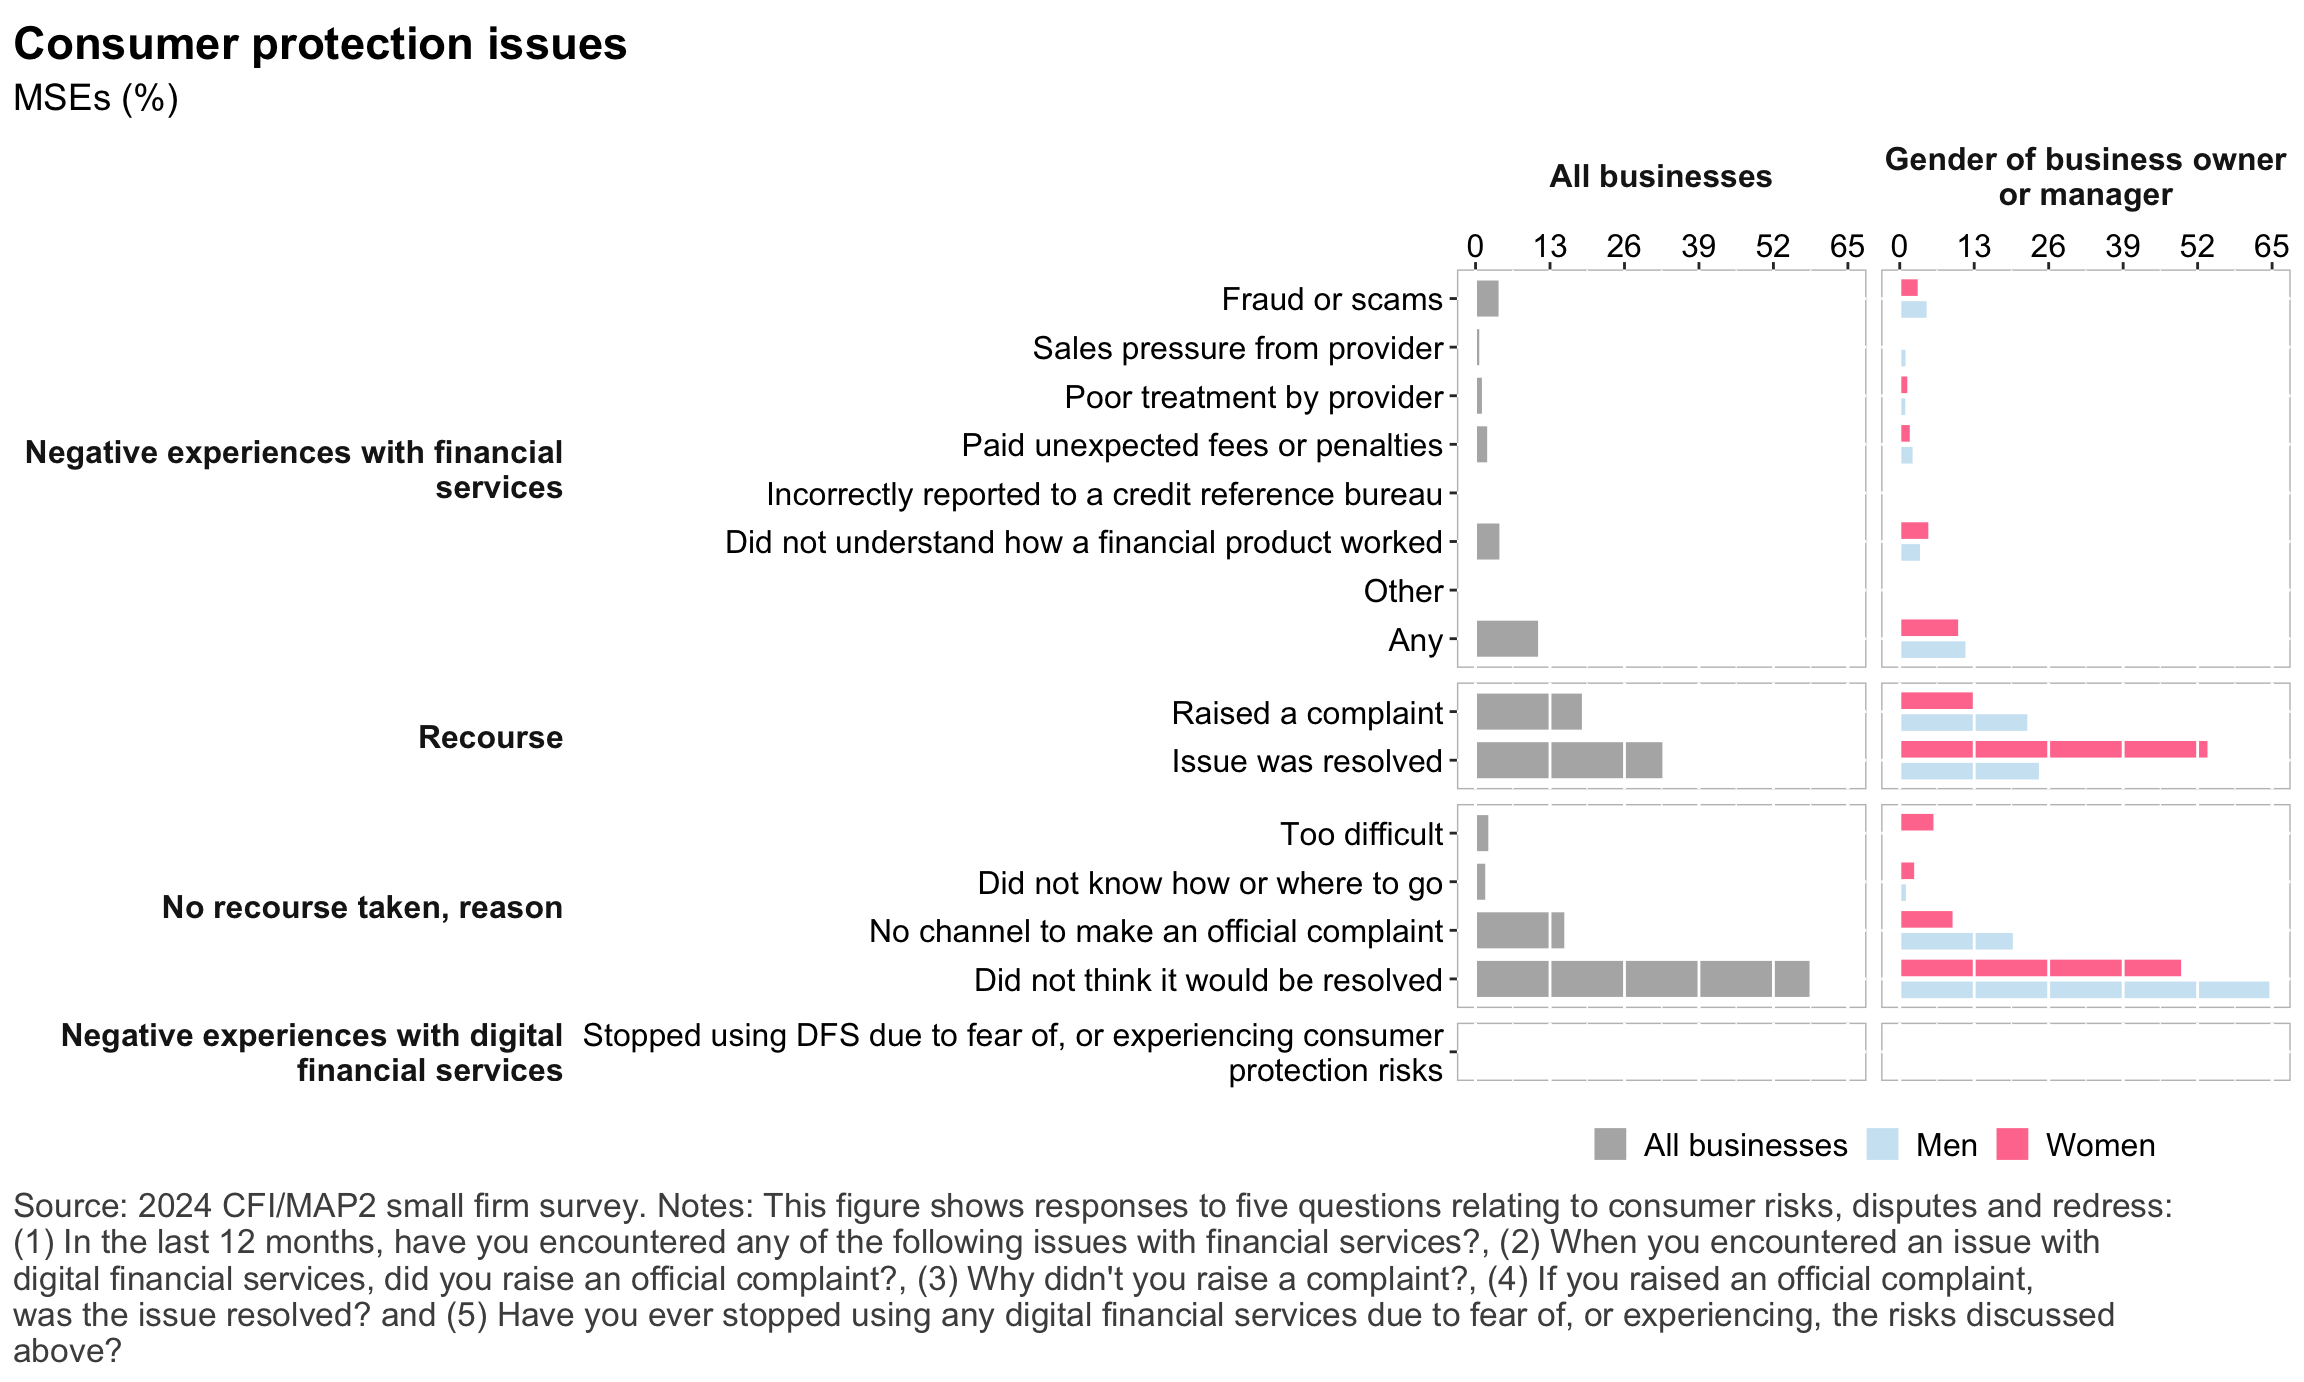 Consumer protection issues
MSEs (%)
All businesses
Gender of business owner
or manager
0 13 26 39 52 65
0 13 26 39 52 65
Negative experiences with financial
services
Fraud or scams
Sales pressure from provider
Poor treatment by provider
Paid unexpected fees or penalties
Incorrectly reported to a credit reference bureau
Did not understand how a financial product worked
Other
Any
Recourse
Raised a complaint
Issue was resolved
No recourse taken, reason
Too difficult
Did not know how or where to go
No channel to make an official complaint
Did not think it would be resolved
Negative experiences with digital
financial services
Stopped using DFS due to fear of, or experiencing consumer
protection risks
All businesses
Men
Women
Source: 2024 CFI/MAP2 small firm survey. Notes: This figure shows responses to five questions relating to consumer risks, disputes and redress:
(1) In the last 12 months, have you encountered any of the following issues with financial services?, (2) When you encountered an issue with
digital financial services, did you raise an official complaint?, (3) Why didn't you raise a complaint?, (4) If you raised an official complaint,
was the issue resolved? and (5) Have you ever stopped using any digital financial services due to fear of, or experiencing, the risks discussed
above?